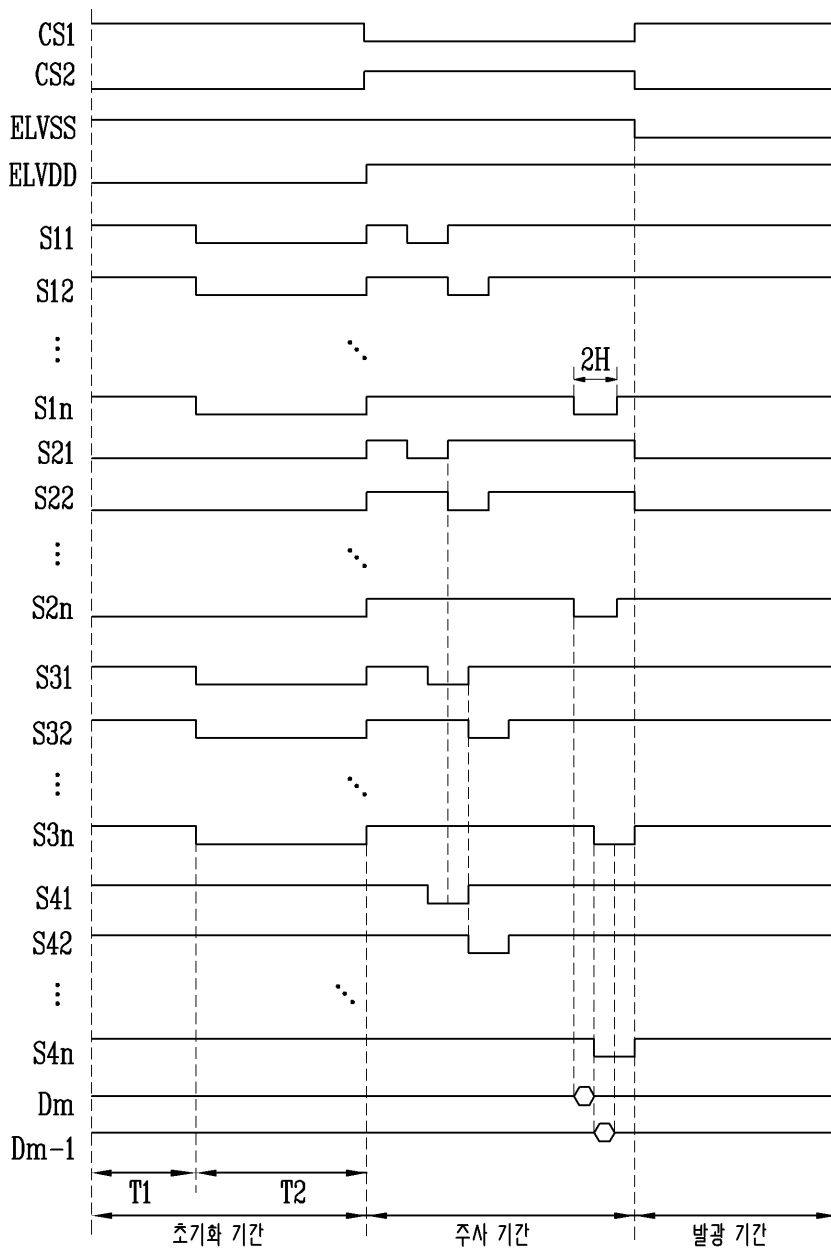 CS1
CS2
ELVSS
ELVDD
S11
S12
⋮
2H
S1n
S21
S22
⋮
S2n
S31
S32
⋮
S3n
S41
S42
⋮
S4n
Dm
Dm-1
T1 T2
초기화 기간 주사 기간 발광 기간